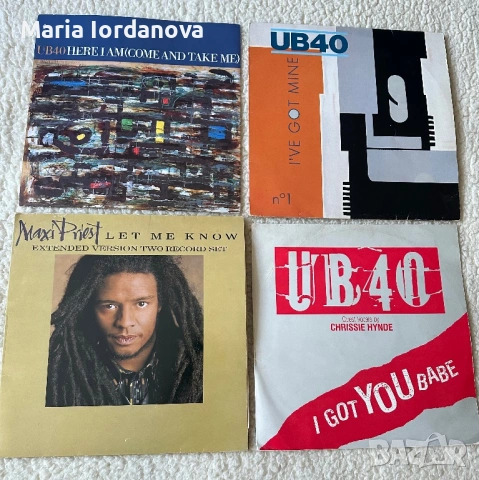 Maria Iordanova
UB40 HERE I AM (COME AND TAKE ME)
UB40
I'VE GOT MINE
nº1
Maxi Priest LET ME KNOW
EXTENDED VERSION TWO RECORD SET
UB40
Guest Vocals by
CHRISSIE HYNDE
I GOT YOU BABE
BAZAR